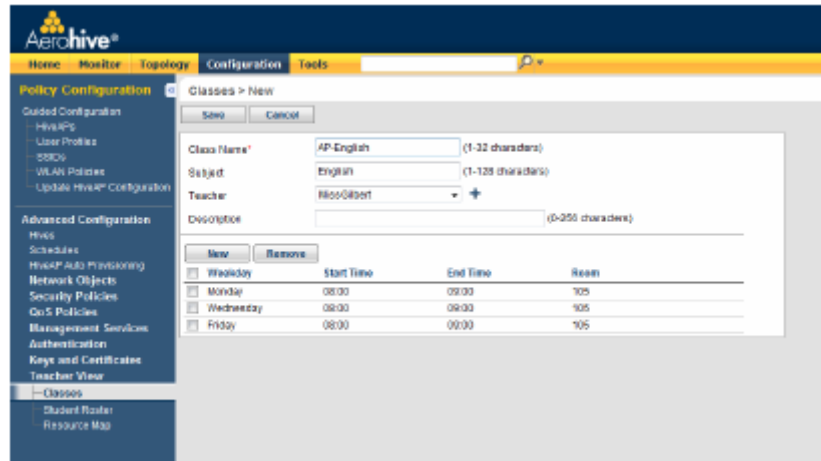 Aerohive®
Home Monitor Topology Configuration Tools
Policy Configuration
Classes > New
Guided Configuration
HiveAPs
User Profiles
SSIDs
WLAN Policies
Update HiveAP Configuration
Advanced Configuration
Hives
Schedules
HiveAP Auto Provisioning
Network Objects
Security Policies
QoS Policies
Management Services
Authentication
Keys and Certificates
Teacher View
Classes
Student Roster
Resource Map
Save Cancel
Class Name* AP-English (1-32 characters)
Subject English (1-128 characters)
Teacher MissGilbert
Description (0-256 characters)
New Remove
Weekday Start Time End Time Room
Monday 08:00 09:00 105
Wednesday 08:00 09:00 105
Friday 08:00 09:00 105